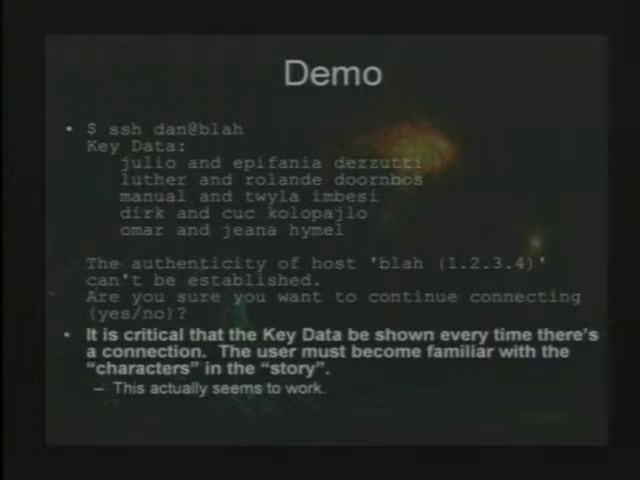 Demo
• $ ssh dan@blah
Key Data:
julio and epifania dezzutti
luther and rolande doornbos
manual and twyla imbesi
dirk and cuc kolopajlo
omar and jeana hymel
The authenticity of host 'blah (1.2.3.4)'
can't be established.
Are you sure you want to continue connecting
(yes/no)?
• It is critical that the Key Data be shown every time there's
a connection. The user must become familiar with the
“characters” in the “story”.
– This actually seems to work.